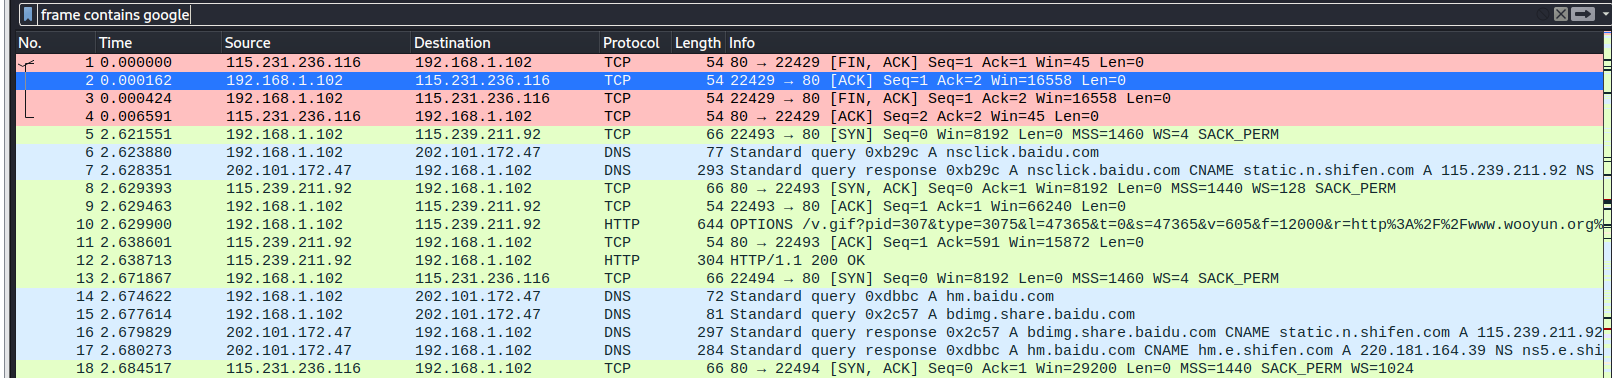 frame contains google
No. Time Source Destination Protocol Length Info
1 0.000000 115.231.236.116 192.168.1.102 TCP 54 80 → 22429 [FIN, ACK] Seq=1 Ack=1 Win=45 Len=0
2 0.000162 192.168.1.102 115.231.236.116 TCP 54 22429 → 80 [ACK] Seq=1 Ack=2 Win=16558 Len=0
3 0.000424 192.168.1.102 115.231.236.116 TCP 54 22429 → 80 [FIN, ACK] Seq=1 Ack=2 Win=16558 Len=0
4 0.006591 115.231.236.116 192.168.1.102 TCP 54 80 → 22429 [ACK] Seq=2 Ack=2 Win=45 Len=0
5 2.621551 192.168.1.102 115.239.211.92 TCP 66 22493 → 80 [SYN] Seq=0 Win=8192 Len=0 MSS=1460 WS=4 SACK_PERM
6 2.623880 192.168.1.102 202.101.172.47 DNS 77 Standard query 0xb29c A nsclick.baidu.com
7 2.628351 202.101.172.47 192.168.1.102 DNS 293 Standard query response 0xb29c A nsclick.baidu.com CNAME static.n.shifen.com A 115.239.211.92 NS
8 2.629393 115.239.211.92 192.168.1.102 TCP 66 80 → 22493 [SYN, ACK] Seq=0 Ack=1 Win=8192 Len=0 MSS=1440 WS=128 SACK_PERM
9 2.629463 192.168.1.102 115.239.211.92 TCP 54 22493 → 80 [ACK] Seq=1 Ack=1 Win=66240 Len=0
10 2.629900 192.168.1.102 115.239.211.92 HTTP 644 OPTIONS /v.gif?pid=307&type=3075&l=47365&t=0&s=47365&v=605&f=12000&r=http%3A%2F%2Fwww.wooyun.org%
11 2.638601 115.239.211.92 192.168.1.102 TCP 54 80 → 22493 [ACK] Seq=1 Ack=591 Win=15872 Len=0
12 2.638713 115.239.211.92 192.168.1.102 HTTP 304 HTTP/1.1 200 OK
13 2.671867 192.168.1.102 115.231.236.116 TCP 66 22494 → 80 [SYN] Seq=0 Win=8192 Len=0 MSS=1460 WS=4 SACK_PERM
14 2.674622 192.168.1.102 202.101.172.47 DNS 72 Standard query 0xdbbc A hm.baidu.com
15 2.677614 192.168.1.102 202.101.172.47 DNS 81 Standard query 0x2c57 A bdimg.share.baidu.com
16 2.679829 202.101.172.47 192.168.1.102 DNS 297 Standard query response 0x2c57 A bdimg.share.baidu.com CNAME static.n.shifen.com A 115.239.211.92
17 2.680273 202.101.172.47 192.168.1.102 DNS 284 Standard query response 0xdbbc A hm.baidu.com CNAME hm.e.shifen.com A 220.181.164.39 NS ns5.e.shi
18 2.684517 115.231.236.116 192.168.1.102 TCP 66 80 → 22494 [SYN, ACK] Seq=0 Ack=1 Win=29200 Len=0 MSS=1440 SACK_PERM WS=1024